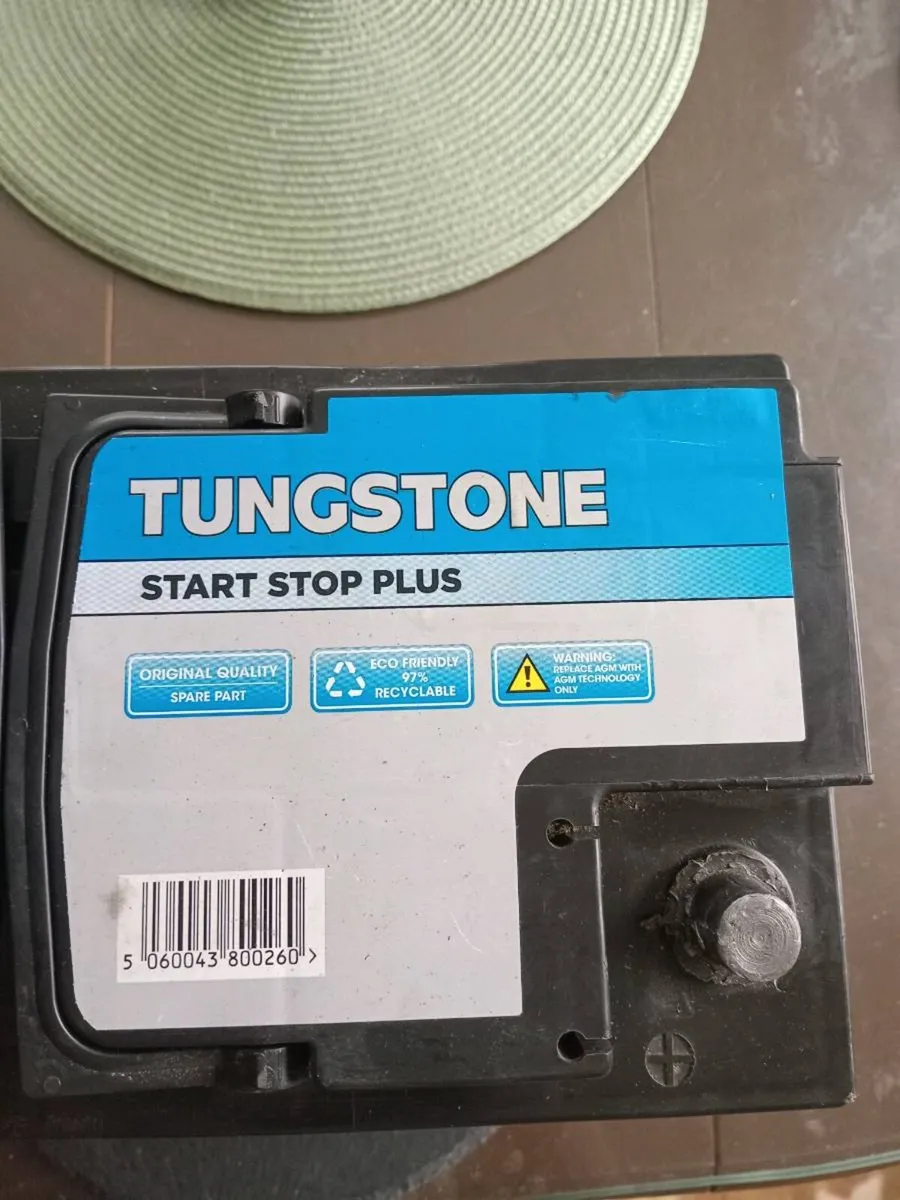 TUNGSTONE
START STOP PLUS
ORIGINAL QUALITY
SPARE PART
ECO FRIENDLY
97%
RECYCLABLE
WARNING:
REPLACE AGM WITH
AGM TECHNOLOGY
ONLY
5 060043 800260 >
+